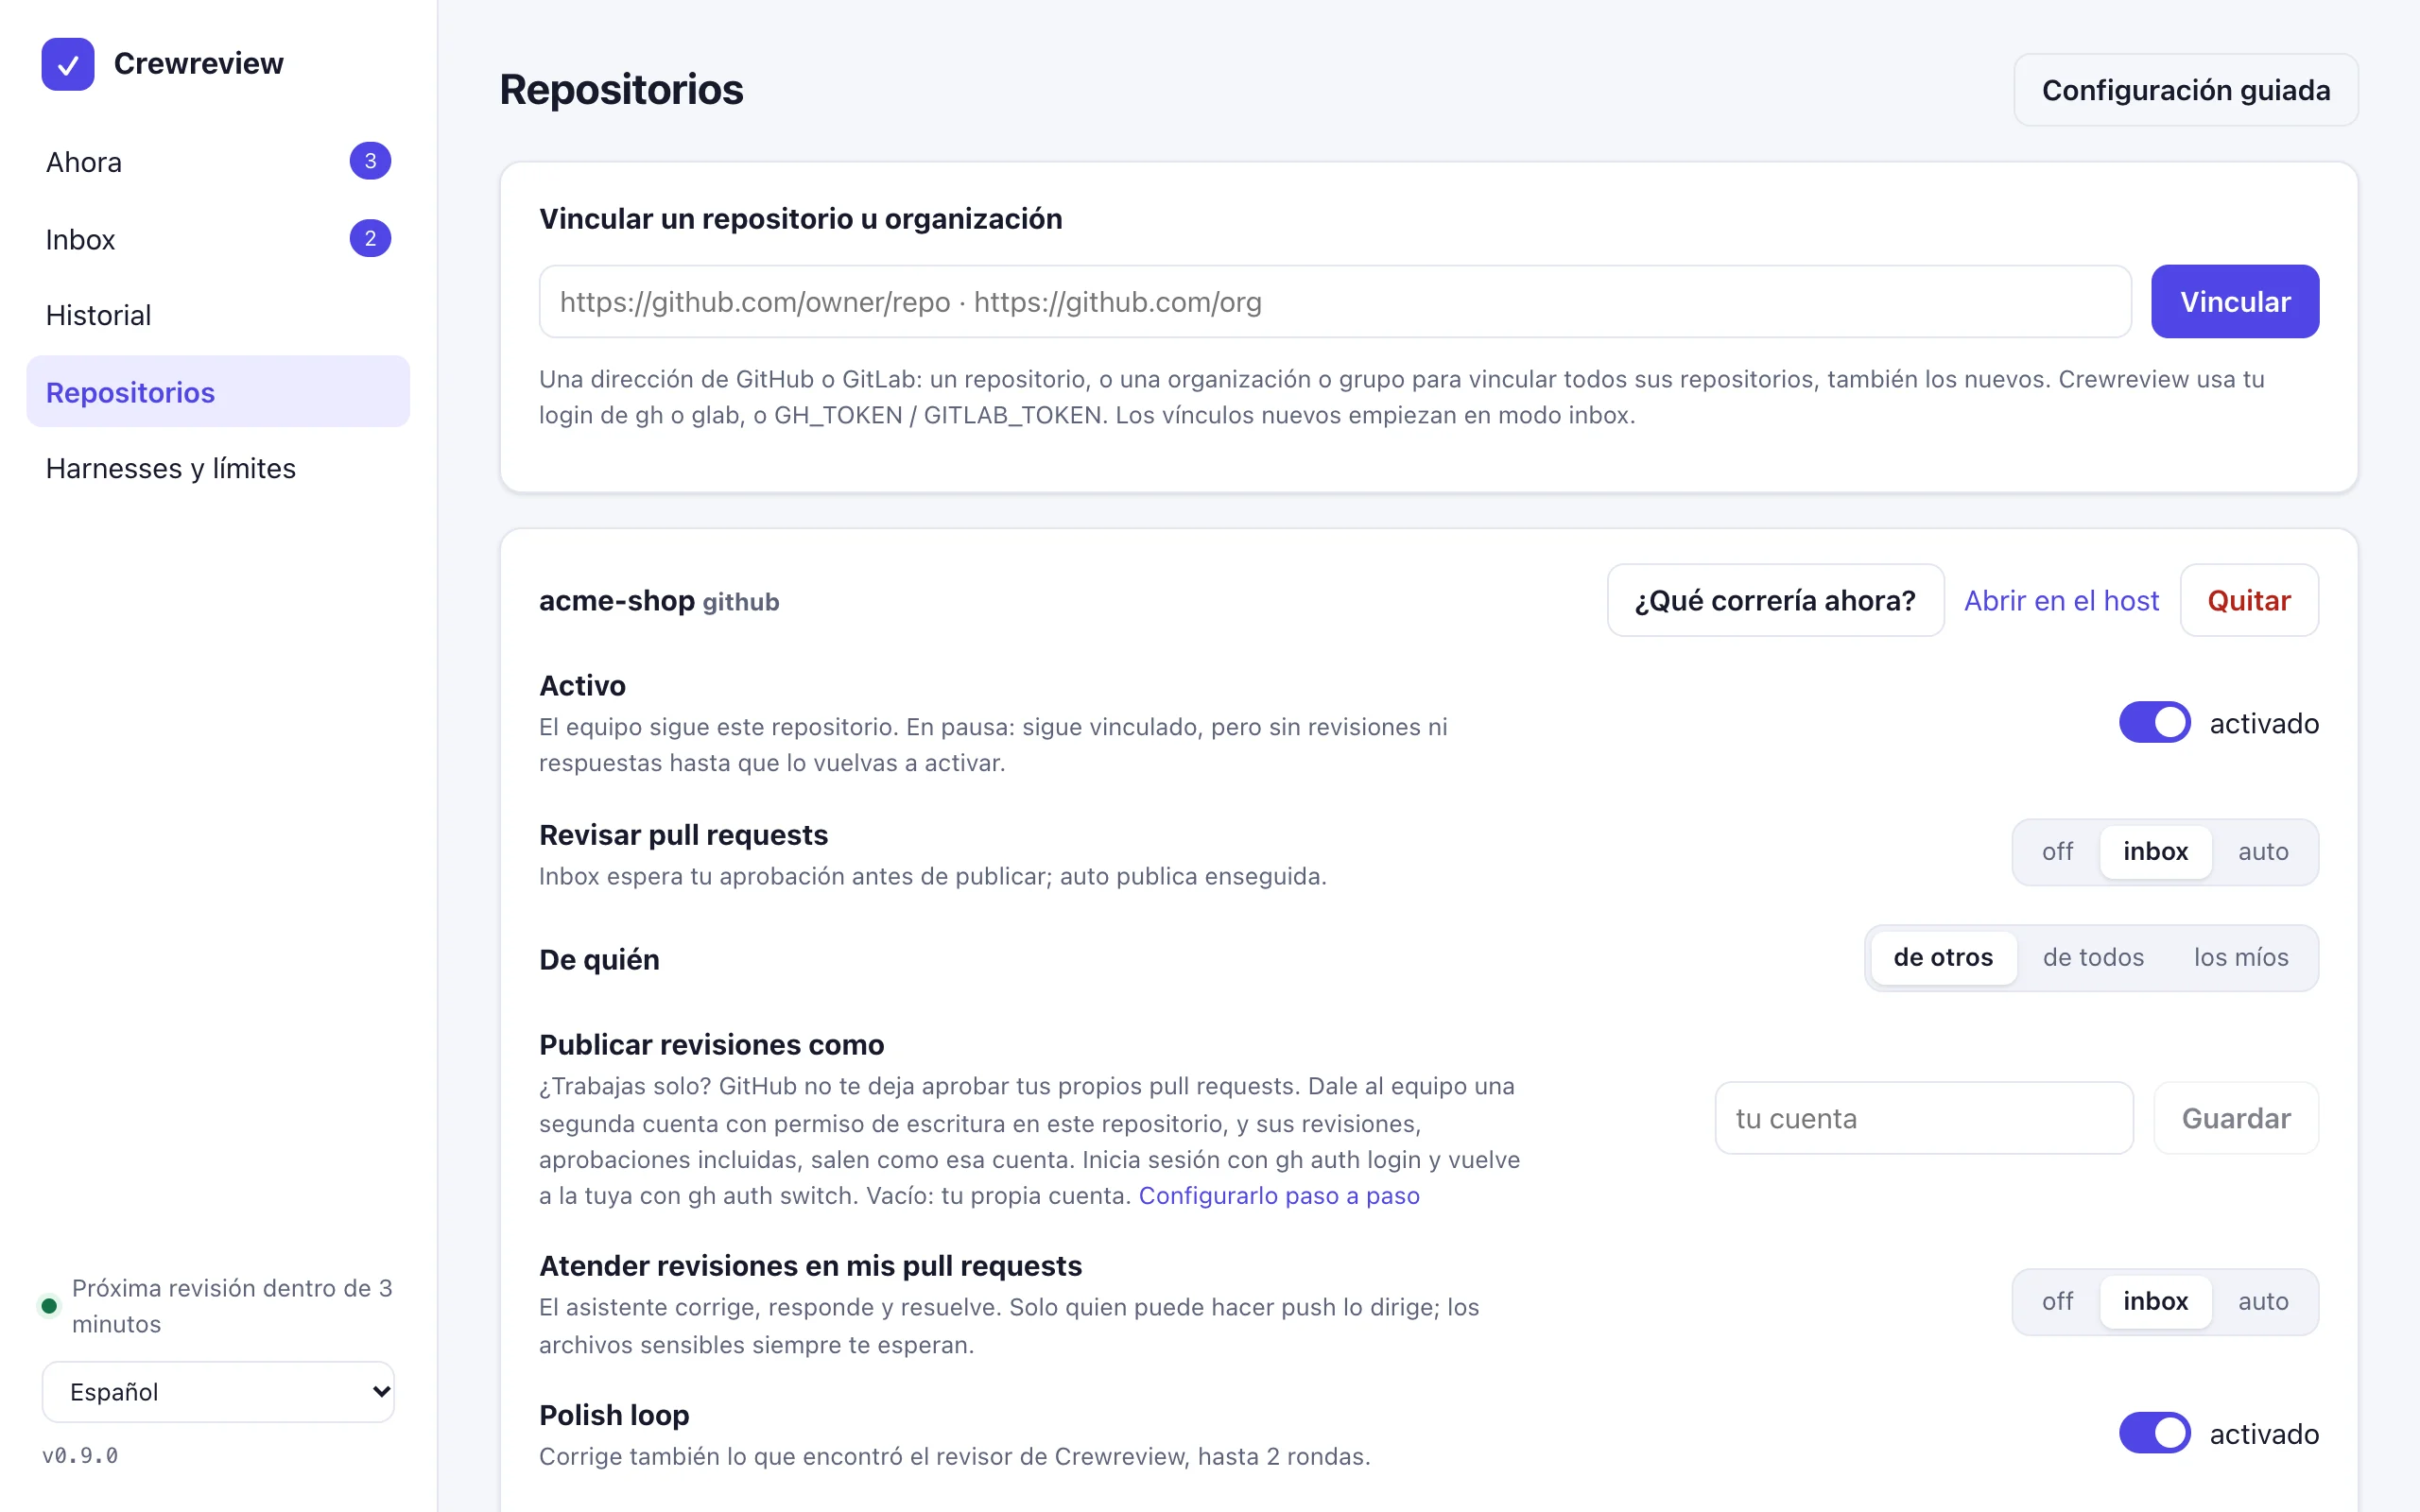 Crewreview
Ahora 3
Inbox 2
Historial
Repositorios
Harnesses y límites
Próxima revisión dentro de 3
minutos
Español
v0.9.0
Repositorios
Configuración guiada
Vincular un repositorio u organización
https://github.com/owner/repo · https://github.com/org
Vincular
Una dirección de GitHub o GitLab: un repositorio, o una organización o grupo para vincular todos sus repositorios, también los nuevos. Crewreview usa tu
login de gh o glab, o GH_TOKEN / GITLAB_TOKEN. Los vínculos nuevos empiezan en modo inbox.
acme-shop github
¿Qué correría ahora?
Abrir en el host
Quitar
Activo
El equipo sigue este repositorio. En pausa: sigue vinculado, pero sin revisiones ni
respuestas hasta que lo vuelvas a activar.
activado
Revisar pull requests
Inbox espera tu aprobación antes de publicar; auto publica enseguida.
off inbox auto
De quién
de otros de todos los míos
Publicar revisiones como
¿Trabajas solo? GitHub no te deja aprobar tus propios pull requests. Dale al equipo una
segunda cuenta con permiso de escritura en este repositorio, y sus revisiones,
aprobaciones incluidas, salen como esa cuenta. Inicia sesión con gh auth login y vuelve
a la tuya con gh auth switch. Vacío: tu propia cuenta. Configurarlo paso a paso
tu cuenta
Guardar
Atender revisiones en mis pull requests
El asistente corrige, responde y resuelve. Solo quien puede hacer push lo dirige; los
archivos sensibles siempre te esperan.
off inbox auto
Polish loop
Corrige también lo que encontró el revisor de Crewreview, hasta 2 rondas.
activado